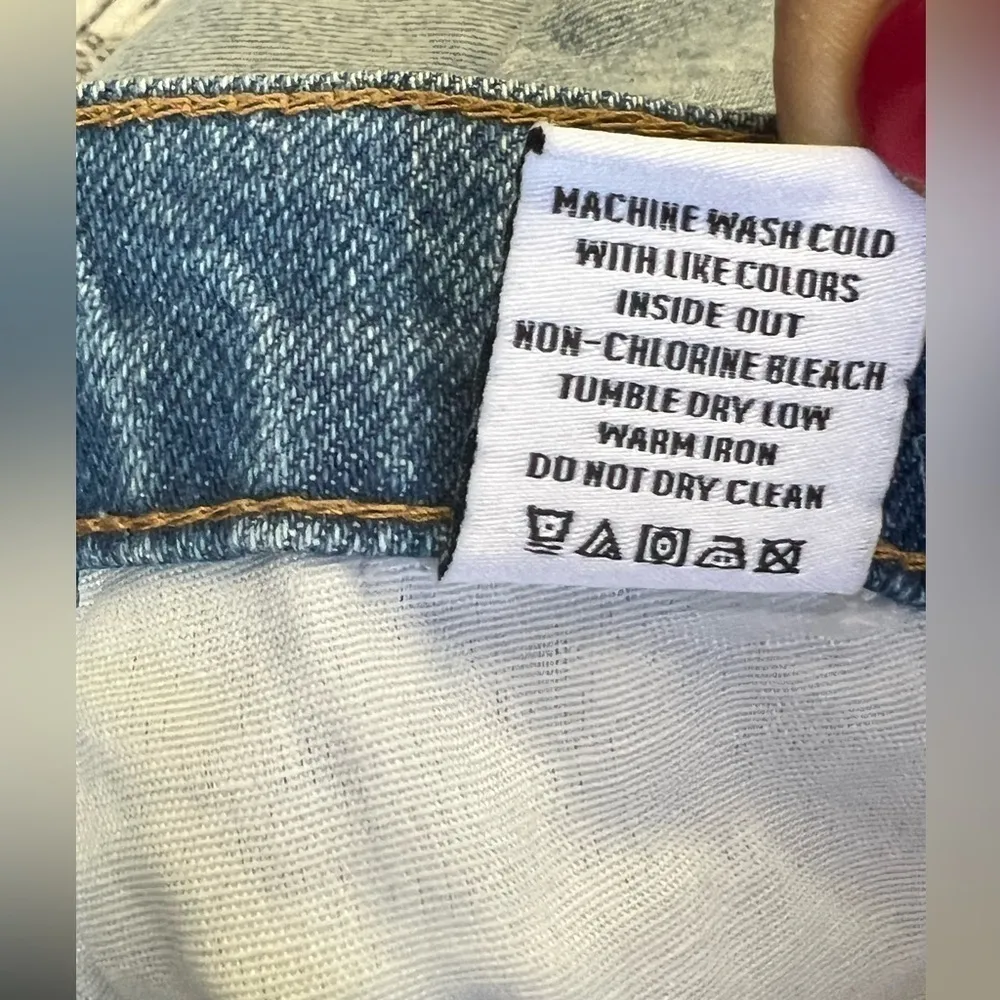 MACHINE WASH COLD
WITH LIKE COLORS
INSIDE OUT
NON-CHLORINE BLEACH
TUMBLE DRY LOW
WARM IRON
DO NOT DRY CLEAN